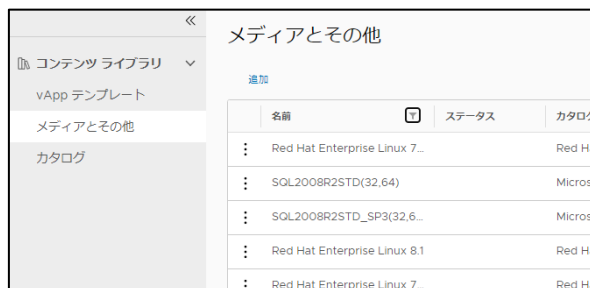 «
メディアとその他
コンテンツ ライブラリ
vApp テンプレート
メディアとその他
カタログ
追加
名前 ステータス カタログ
Red Hat Enterprise Linux 7... Red H
SQL2008R2STD(32,64) Micros
SQL2008R2STD_SP3(32,6... Micros
Red Hat Enterprise Linux 8.1 Red H
Red Hat Enterprise Linux 7... Red H